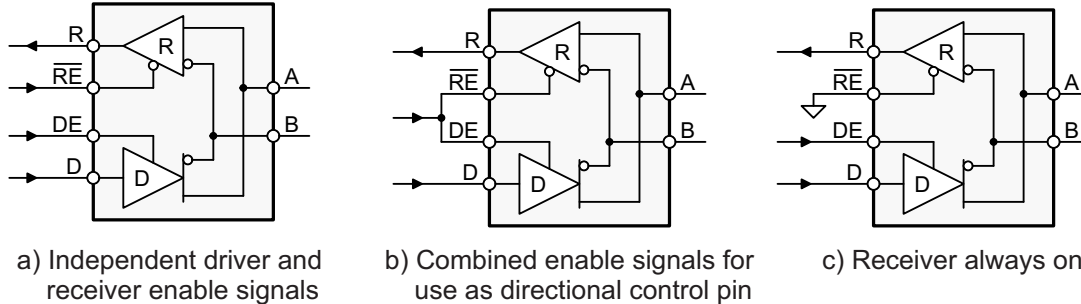 R
R
RE
A
DE
B
D
D
a) Independent driver and
receiver enable signals
R
R
RE
A
DE
B
D
D
b) Combined enable signals for
use as directional control pin
R
R
RE
A
DE
B
D
D
c) Receiver always on